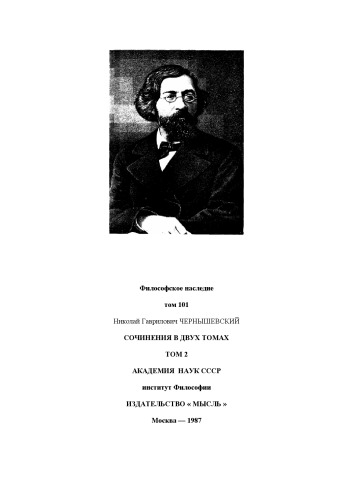 Философское наследие
том 101
Николай Гаврилович ЧЕРНЫШЕВСКИЙ
СОЧИНЕНИЯ В ДВУХ ТОМАХ
ТОМ 2
АКАДЕМИЯ НАУК СССР
институт Философии
ИЗДАТЕЛЬСТВО « МЫСЛЬ »
Москва — 1987